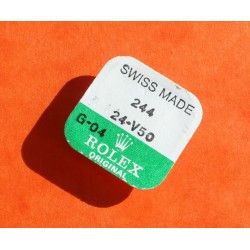 SWISS MADE
244
24-V50
G-04
ROLEX
ORIGINAL